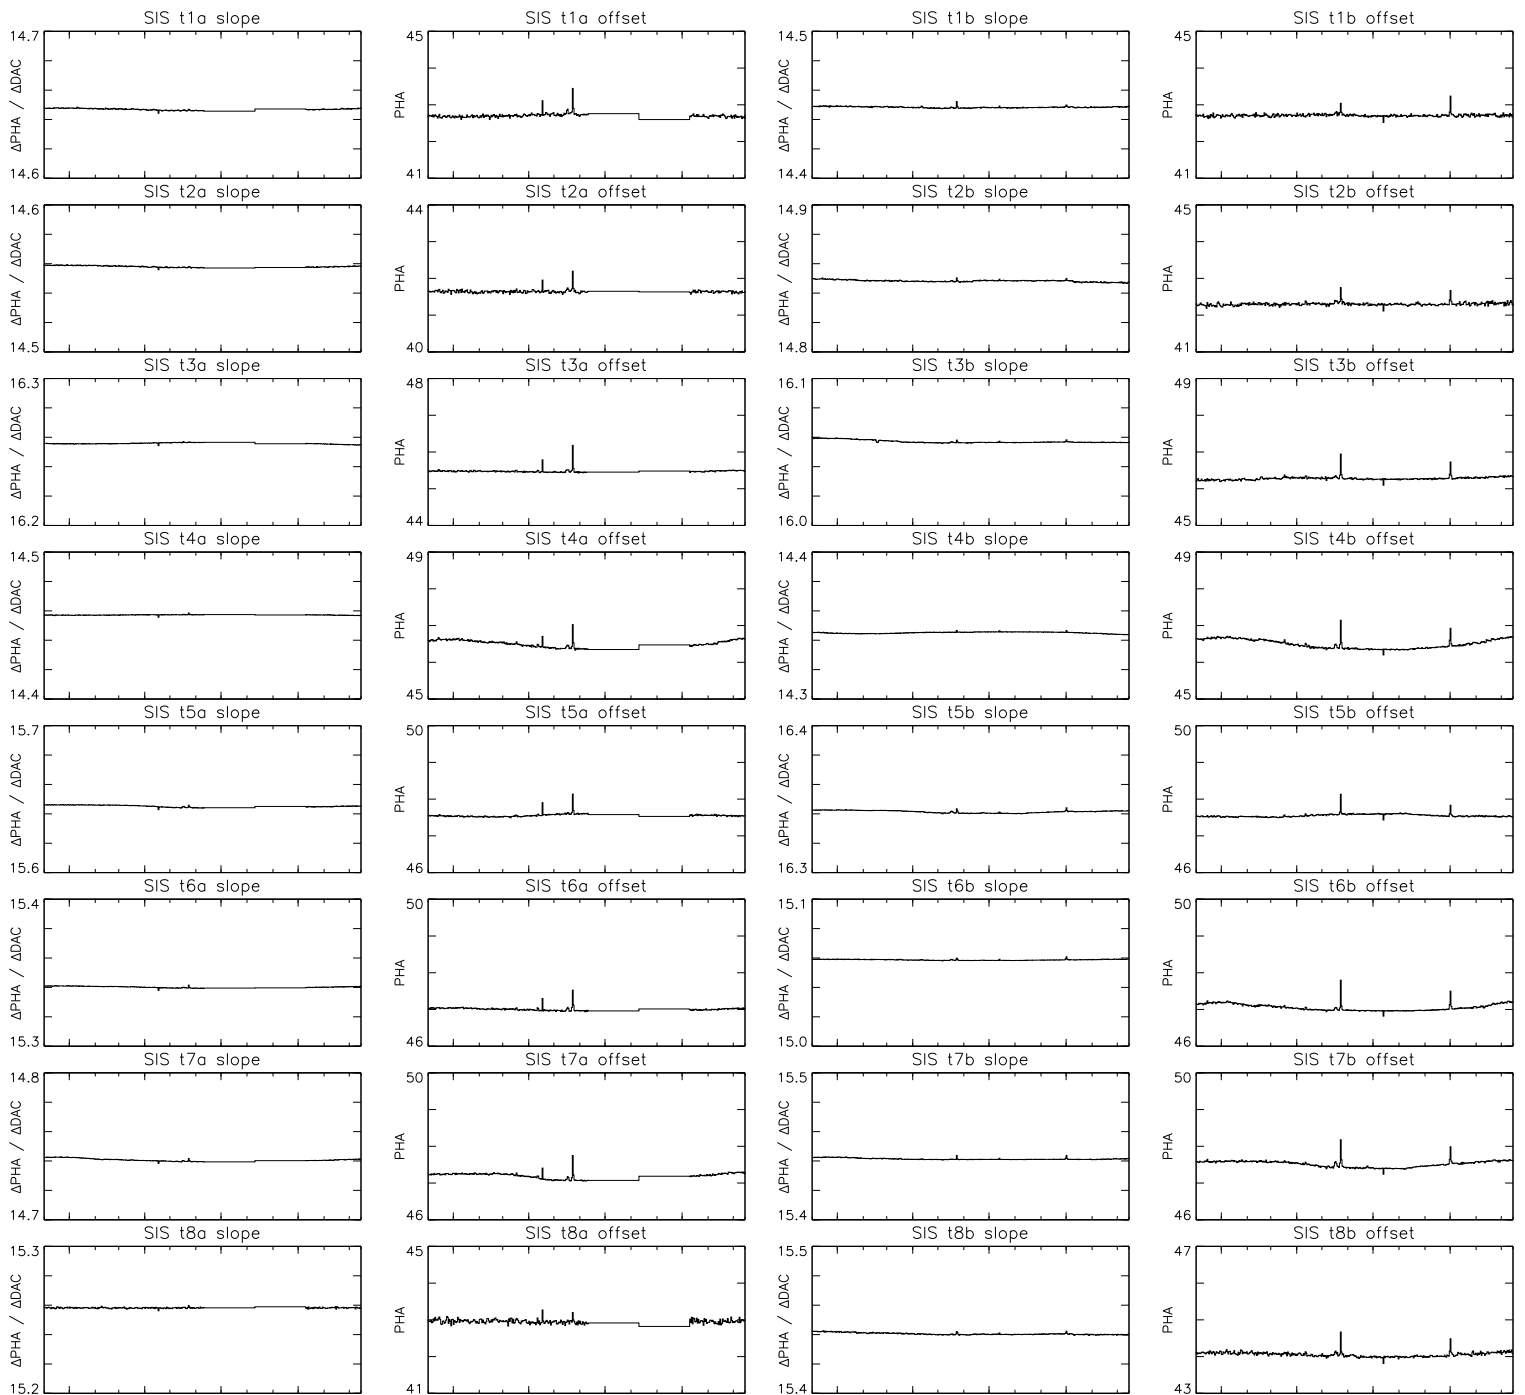 SIS t1a slope SIS t1a offset SIS t1b slope SIS t1b offset
14.7 45 14.5 45
ΔPHA / ΔDAC PHA ΔPHA / ΔDAC PHA
14.6 41 14.4 41
SIS t2a slope SIS t2a offset SIS t2b slope SIS t2b offset
14.6 44 14.9 45
ΔPHA / ΔDAC PHA ΔPHA / ΔDAC PHA
14.5 40 14.8 41
SIS t3a slope SIS t3a offset SIS t3b slope SIS t3b offset
16.3 48 16.1 49
ΔPHA / ΔDAC PHA ΔPHA / ΔDAC PHA
16.2 44 16.0 45
SIS t4a slope SIS t4a offset SIS t4b slope SIS t4b offset
14.5 49 14.4 49
ΔPHA / ΔDAC PHA ΔPHA / ΔDAC PHA
14.4 45 14.3 45
SIS t5a slope SIS t5a offset SIS t5b slope SIS t5b offset
15.7 50 16.4 50
ΔPHA / ΔDAC PHA ΔPHA / ΔDAC PHA
15.6 46 16.3 46
SIS t6a slope SIS t6a offset SIS t6b slope SIS t6b offset
15.4 50 15.1 50
ΔPHA / ΔDAC PHA ΔPHA / ΔDAC PHA
15.3 46 15.0 46
SIS t7a slope SIS t7a offset SIS t7b slope SIS t7b offset
14.8 50 15.5 50
ΔPHA / ΔDAC PHA ΔPHA / ΔDAC PHA
14.7 46 15.4 46
SIS t8a slope SIS t8a offset SIS t8b slope SIS t8b offset
15.3 45 15.5 47
ΔPHA / ΔDAC PHA ΔPHA / ΔDAC PHA
15.2 41 15.4 43